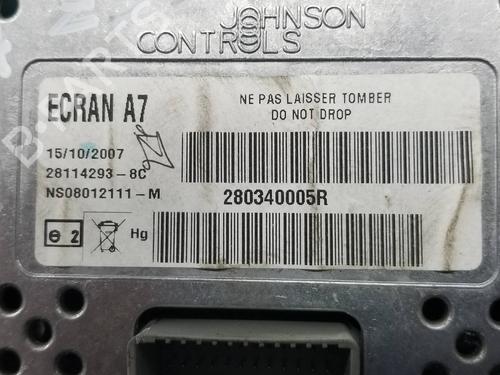 JOHNSON
CONTROLS
ECRAN A7
NE PAS LAISSER TOMBER
DO NOT DROP
15/10/2007
28114293-8C
NS08012111-M
280340005R
e 2
Hg
B-PARTS